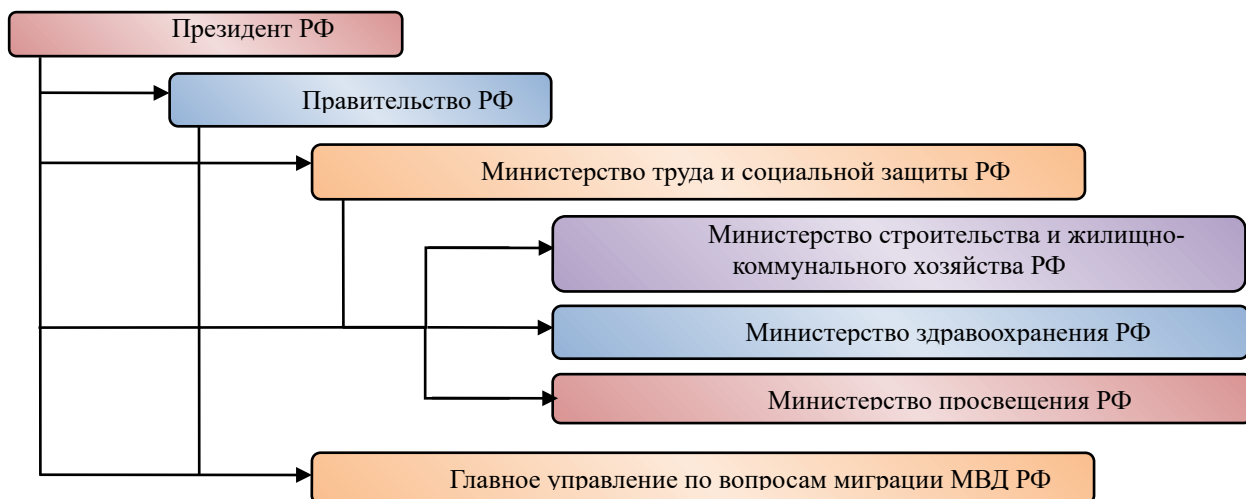 Президент РФ
Правительство РФ
Министерство труда и социальной защиты РФ
Министерство строительства и жилищно-
коммунального хозяйства РФ
Министерство здравоохранения РФ
Министерство просвещения РФ
Главное управление по вопросам миграции МВД РФ